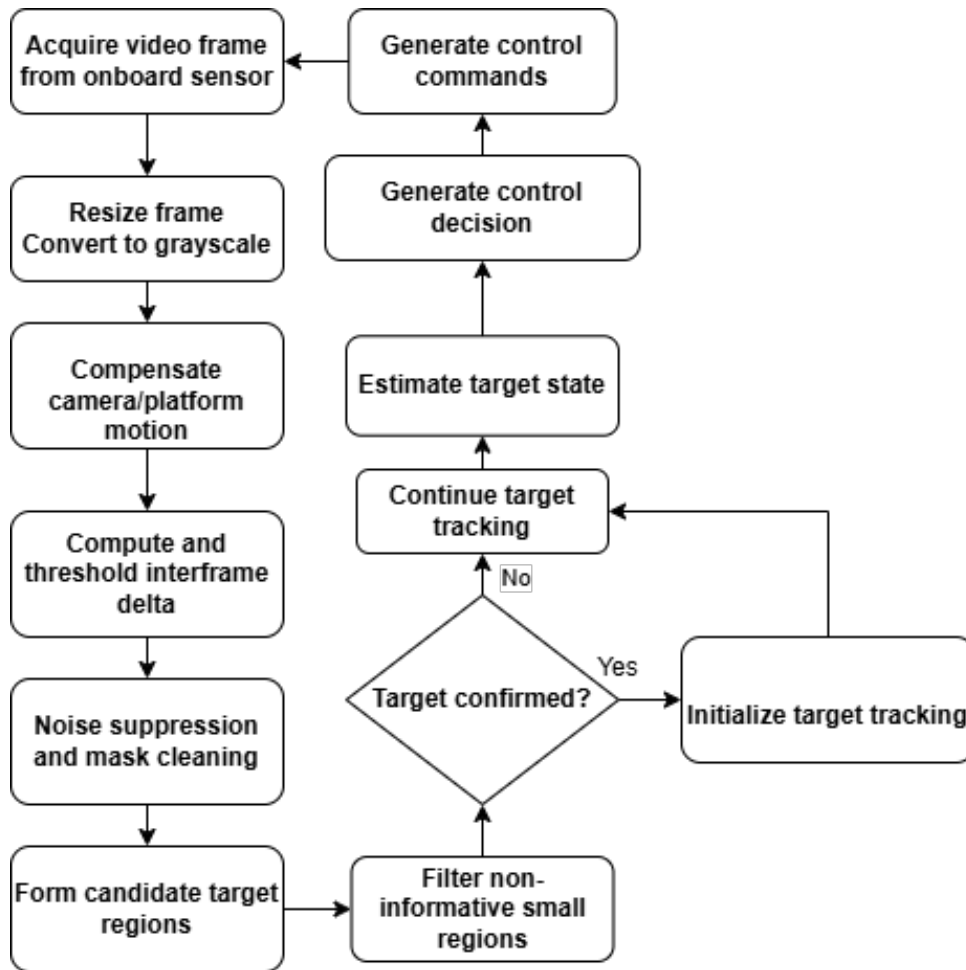 Acquire video frame
from onboard sensor
Generate control
commands
Resize frame
Convert to grayscale
Generate control
decision
Compensate
camera/platform
motion
Estimate target state
Compute and
threshold interframe
delta
Continue target
tracking
No
Noise suppression
and mask cleaning
Target confirmed?
Yes
Initialize target tracking
Form candidate target
regions
Filter non-
informative small
regions